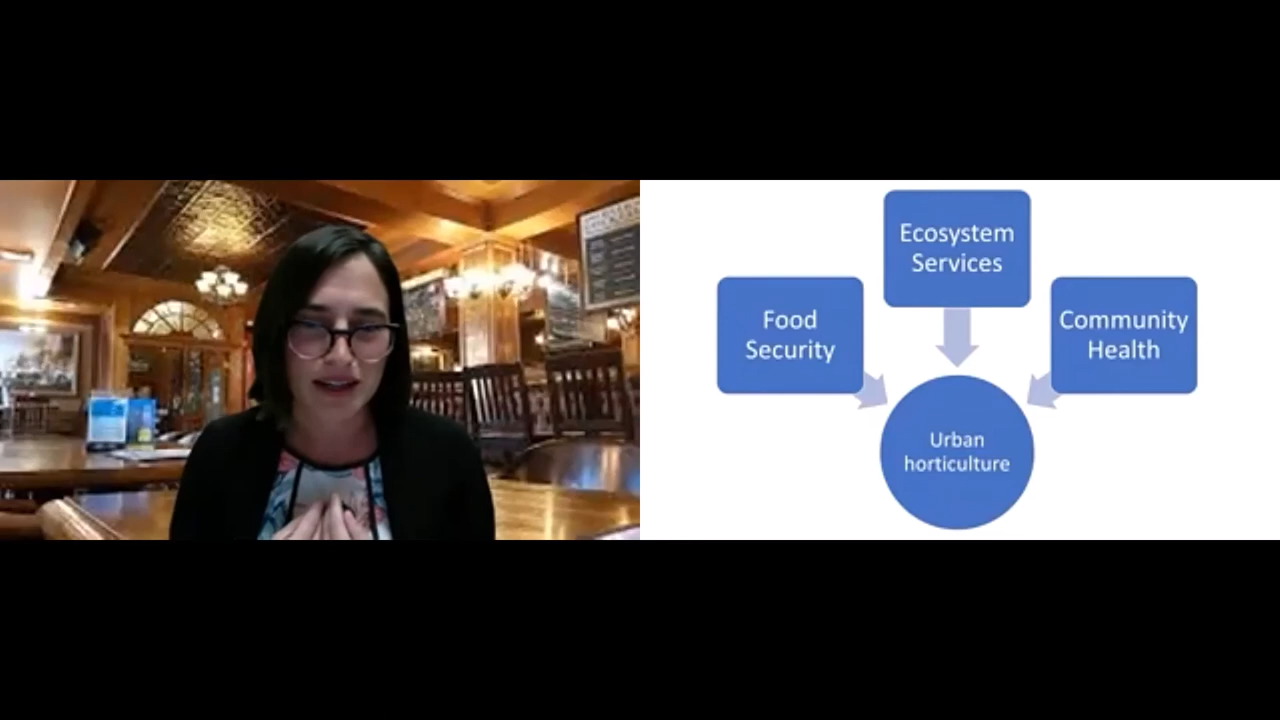 Ecosystem
Services
Food
Security
Community
Health
Urban
horticulture